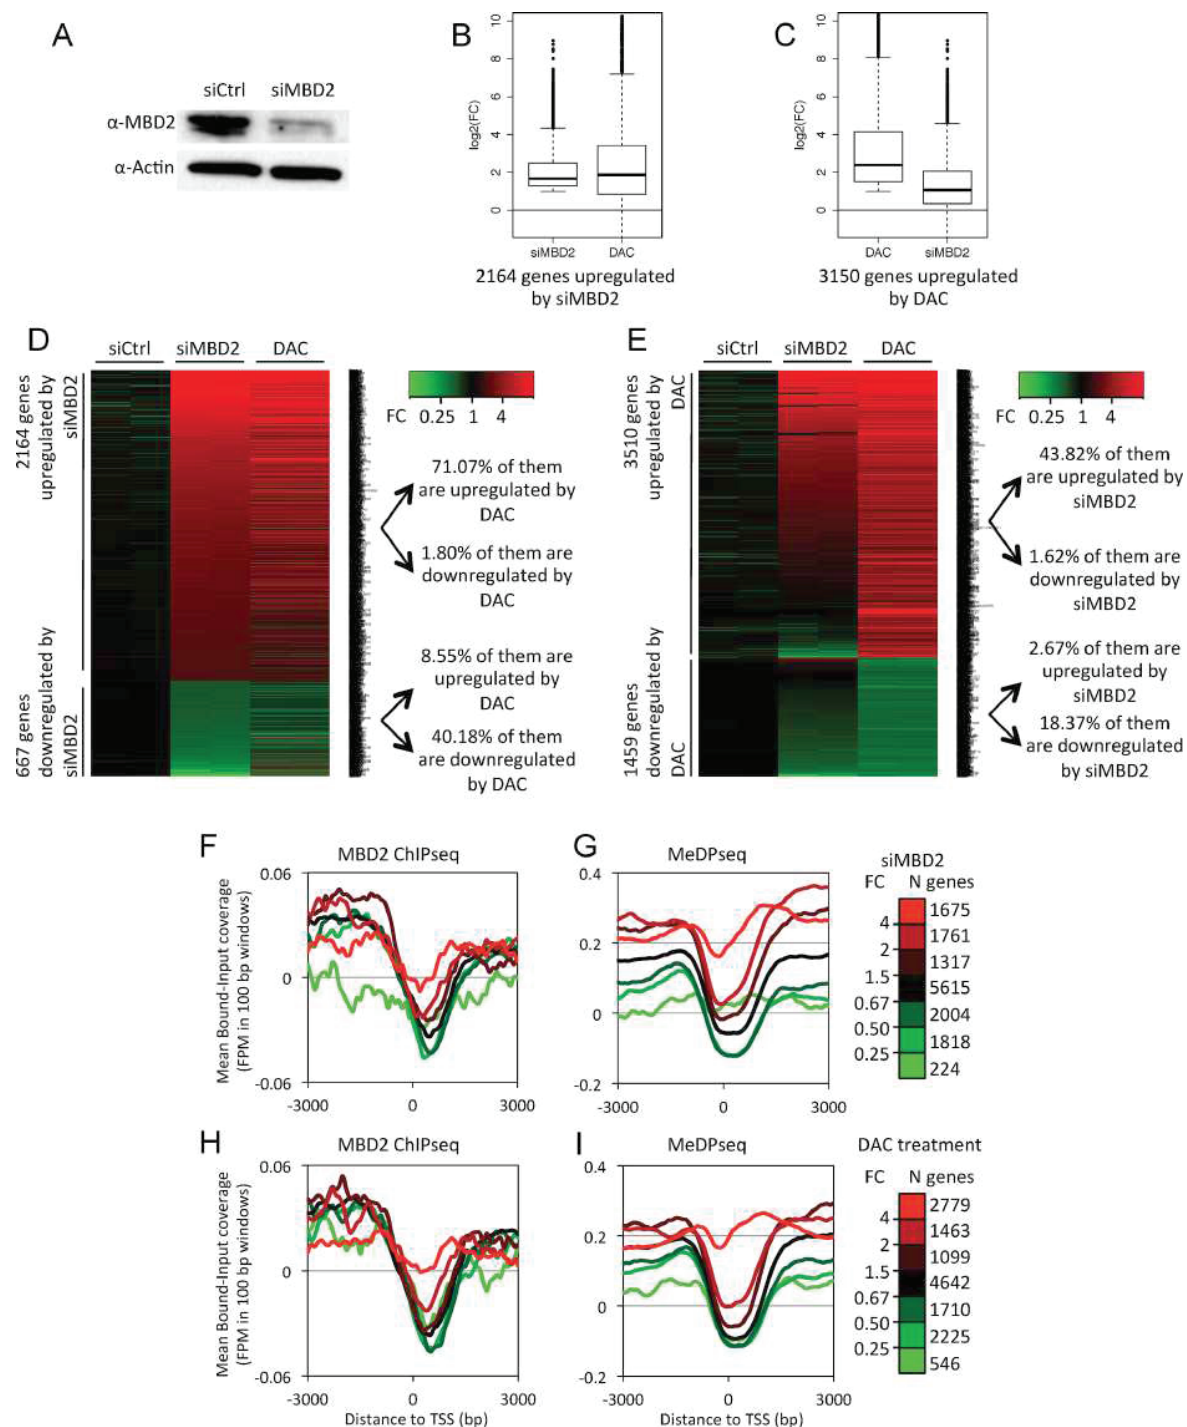 A
siCtrl siMBD2
α-MBD2
α-Actin
B
log2(FC)
10
8
6
4
2
0
siMBD2 DAC
2164 genes upregulated
by siMBD2
C
log2(FC)
10
8
6
4
2
0
DAC siMBD2
3150 genes upregulated
by DAC
D
siCtrl siMBD2 DAC
2164 genes
upregulated by
siMBD2
667 genes
downregulated by
siMBD2
FC 0.25 1 4
71.07% of them
are upregulated by
DAC
1.80% of them are
downregulated by
DAC
8.55% of them are
upregulated by
DAC
40.18% of them
are downregulated
by DAC
E
siCtrl siMBD2 DAC
3510 genes
upregulated by
DAC
1459 genes
downregulated by
DAC
FC 0.25 1 4
43.82% of them
are upregulated by
siMBD2
1.62% of them are
downregulated by
siMBD2
2.67% of them are
upregulated by
siMBD2
18.37% of them
are downregulated
by siMBD2
F
MBD2 ChIPseq
Mean Bound-Input coverage
(FPM in 100 bp windows)
0.06
0
-0.06
-3000 0 3000
G
MeDPseq
0.4
0.2
0
-0.2
-3000 0 3000
siMBD2
FC N genes
1675
4
1761
2
1317
1.5
5615
0.67
2004
0.50
1818
0.25
224
H
MBD2 ChIPseq
Mean Bound-Input coverage
(FPM in 100 bp windows)
0.06
0
-0.06
-3000 0 3000
Distance to TSS (bp)
I
MeDPseq
0.4
0.2
0
-0.2
-3000 0 3000
Distance to TSS (bp)
DAC treatment
FC N genes
2779
4
1463
2
1099
1.5
4642
0.67
1710
0.50
2225
0.25
546